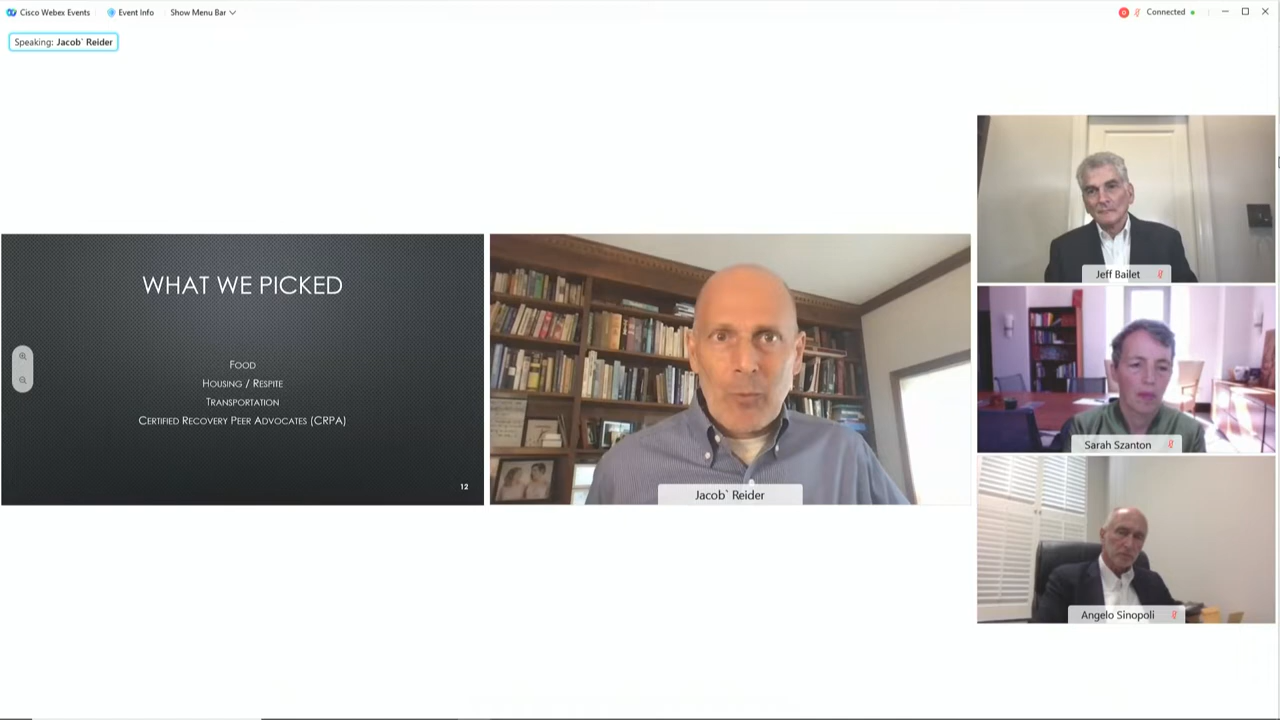 Cisco Webex Events
Event Info
Show Menu Bar
Connected
Speaking: Jacob` Reider
WHAT WE PICKED
FOOD
HOUSING / RESPITE
TRANSPORTATION
CERTIFIED RECOVERY PEER ADVOCATES (CRPA)
12
Jacob` Reider
Jeff Bailet
Sarah Szanton
Angelo Sinopoli